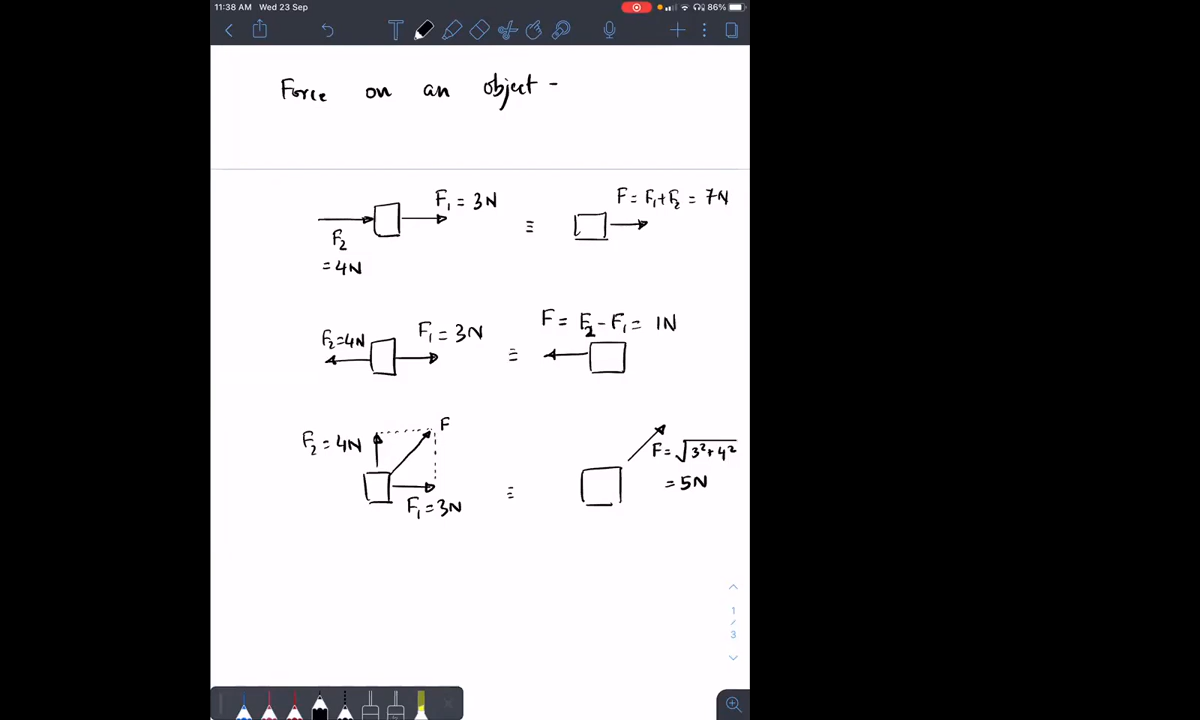 11:38 AM Wed 23 Sep
86%
T
Force on an object -
F₁ = 3N
F₂
= 4N
≡
F = F₁ + F₂ = 7N
F₂ = 4N
F₁ = 3N
≡
F = F₂ - F₁ = 1N
F₂ = 4N
F
F₁ = 3N
≡
F = √3² + 4²
= 5N
1
/
3